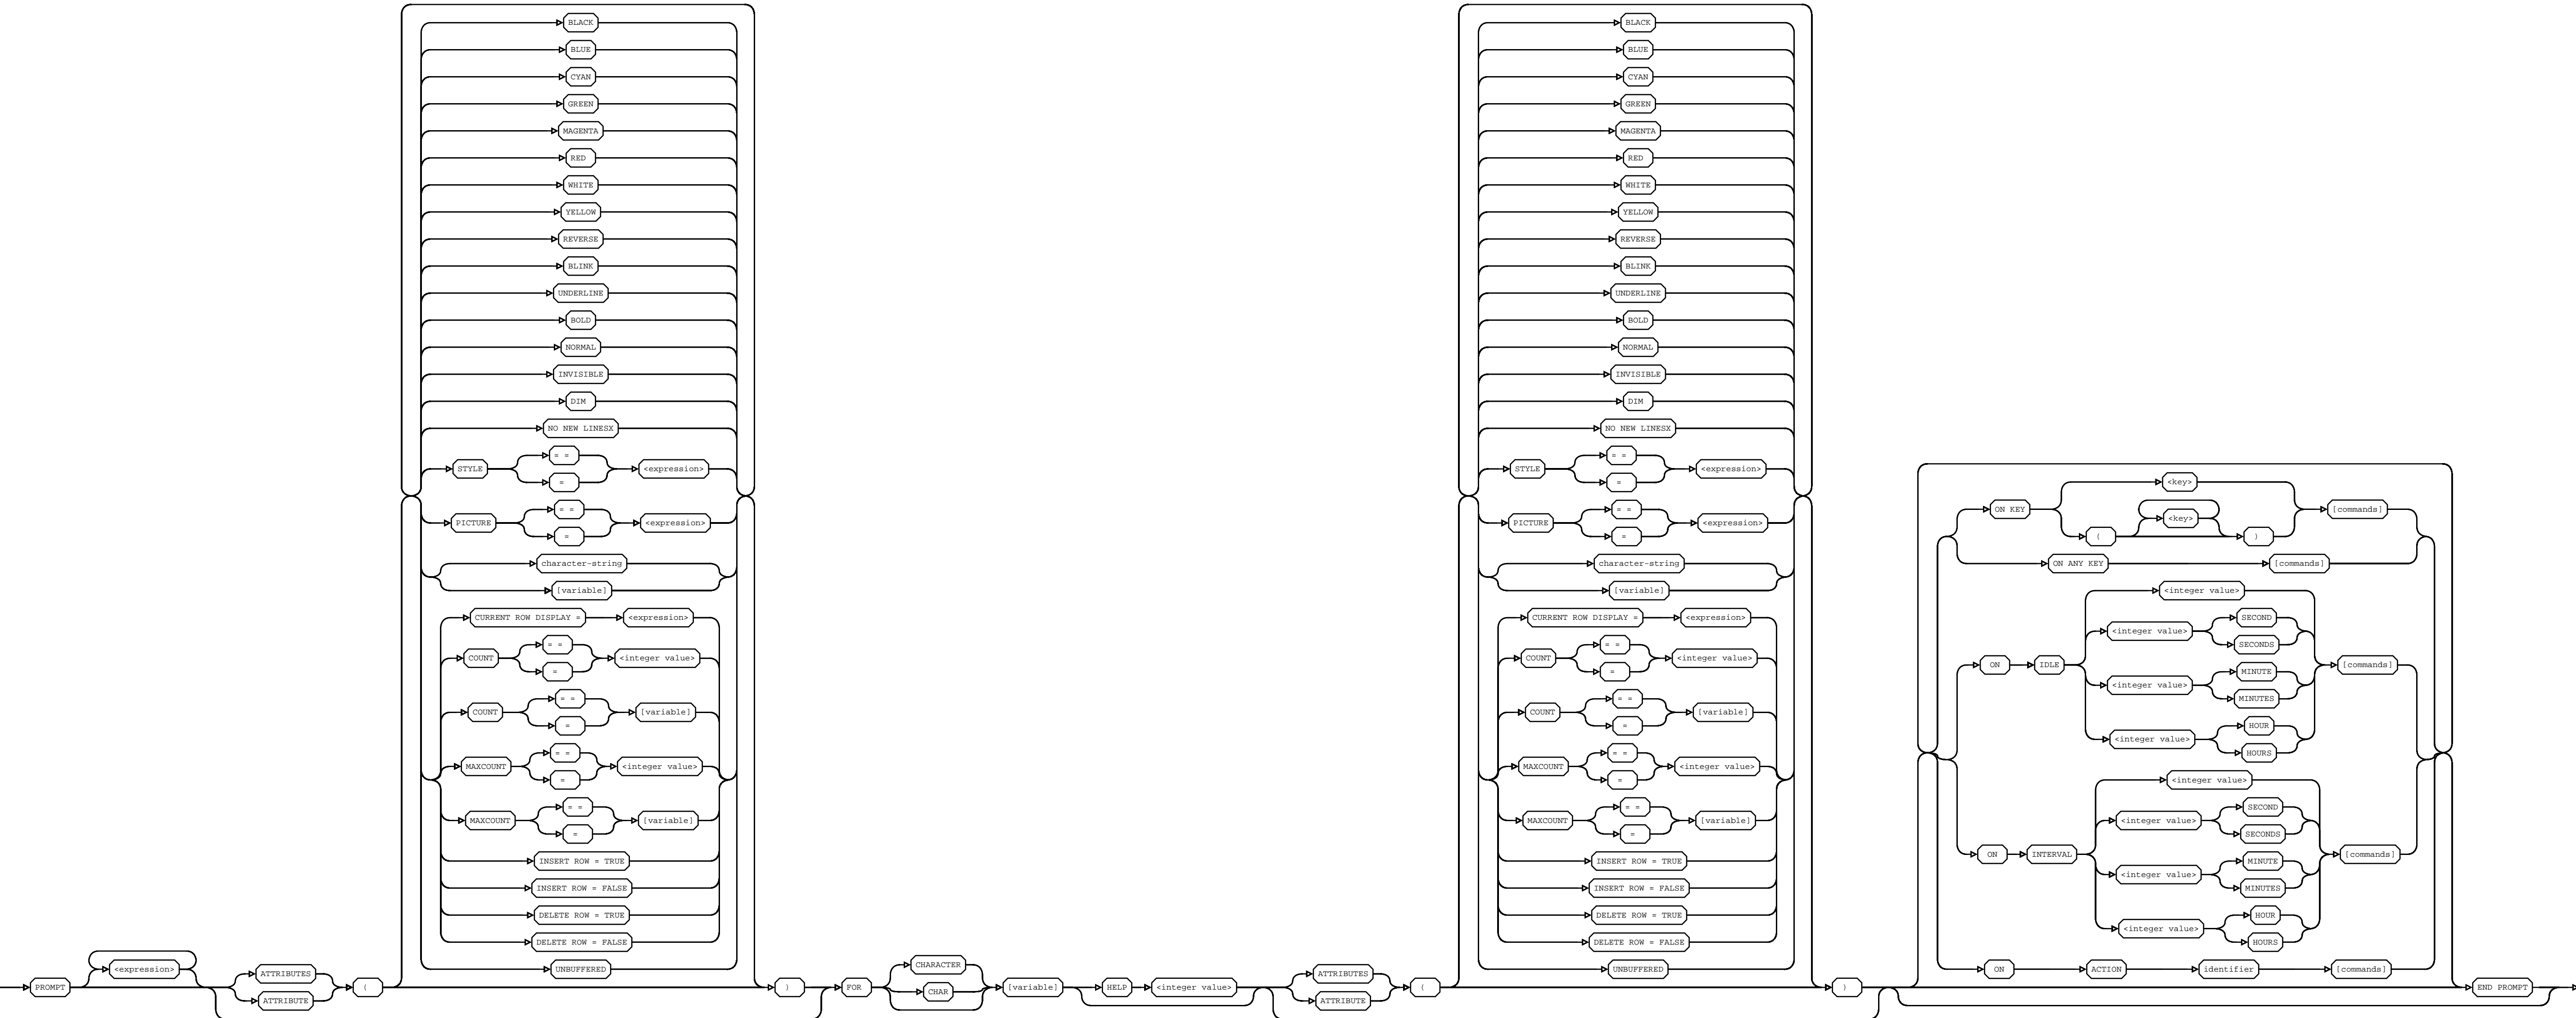 BLACK
BLUE
CYAN
GREEN
MAGENTA
RED
WHITE
YELLOW
REVERSE
BLINK
UNDERLINE
BOLD
NORMAL
INVISIBLE
DIM
NO NEW LINESX
STYLE = = = <expression>
PICTURE = = = <expression>
character-string
[variable]
CURRENT ROW DISPLAY = <expression>
COUNT = = = <integer value>
COUNT = = = [variable]
MAXCOUNT = = = <integer value>
MAXCOUNT = = = [variable]
INSERT ROW = TRUE
INSERT ROW = FALSE
DELETE ROW = TRUE
DELETE ROW = FALSE
UNBUFFERED
PROMPT <expression> ATTRIBUTES ATTRIBUTE ( ) FOR CHARACTER CHAR [variable] HELP <integer value> ATTRIBUTES ATTRIBUTE (
BLACK
BLUE
CYAN
GREEN
MAGENTA
RED
WHITE
YELLOW
REVERSE
BLINK
UNDERLINE
BOLD
NORMAL
INVISIBLE
DIM
NO NEW LINESX
STYLE = = = <expression>
PICTURE = = = <expression>
character-string
[variable]
CURRENT ROW DISPLAY = <expression>
COUNT = = = <integer value>
COUNT = = = [variable]
MAXCOUNT = = = <integer value>
MAXCOUNT = = = [variable]
INSERT ROW = TRUE
INSERT ROW = FALSE
DELETE ROW = TRUE
DELETE ROW = FALSE
UNBUFFERED
)
<key>
ON KEY <key> [commands]
( )
ON ANY KEY [commands]
<integer value>
<integer value> SECOND
SECONDS
ON IDLE [commands]
<integer value> MINUTE
MINUTES
<integer value> HOUR
HOURS
<integer value>
<integer value> SECOND
SECONDS
ON INTERVAL [commands]
<integer value> MINUTE
MINUTES
<integer value> HOUR
HOURS
ON ACTION identifier [commands]
END PROMPT